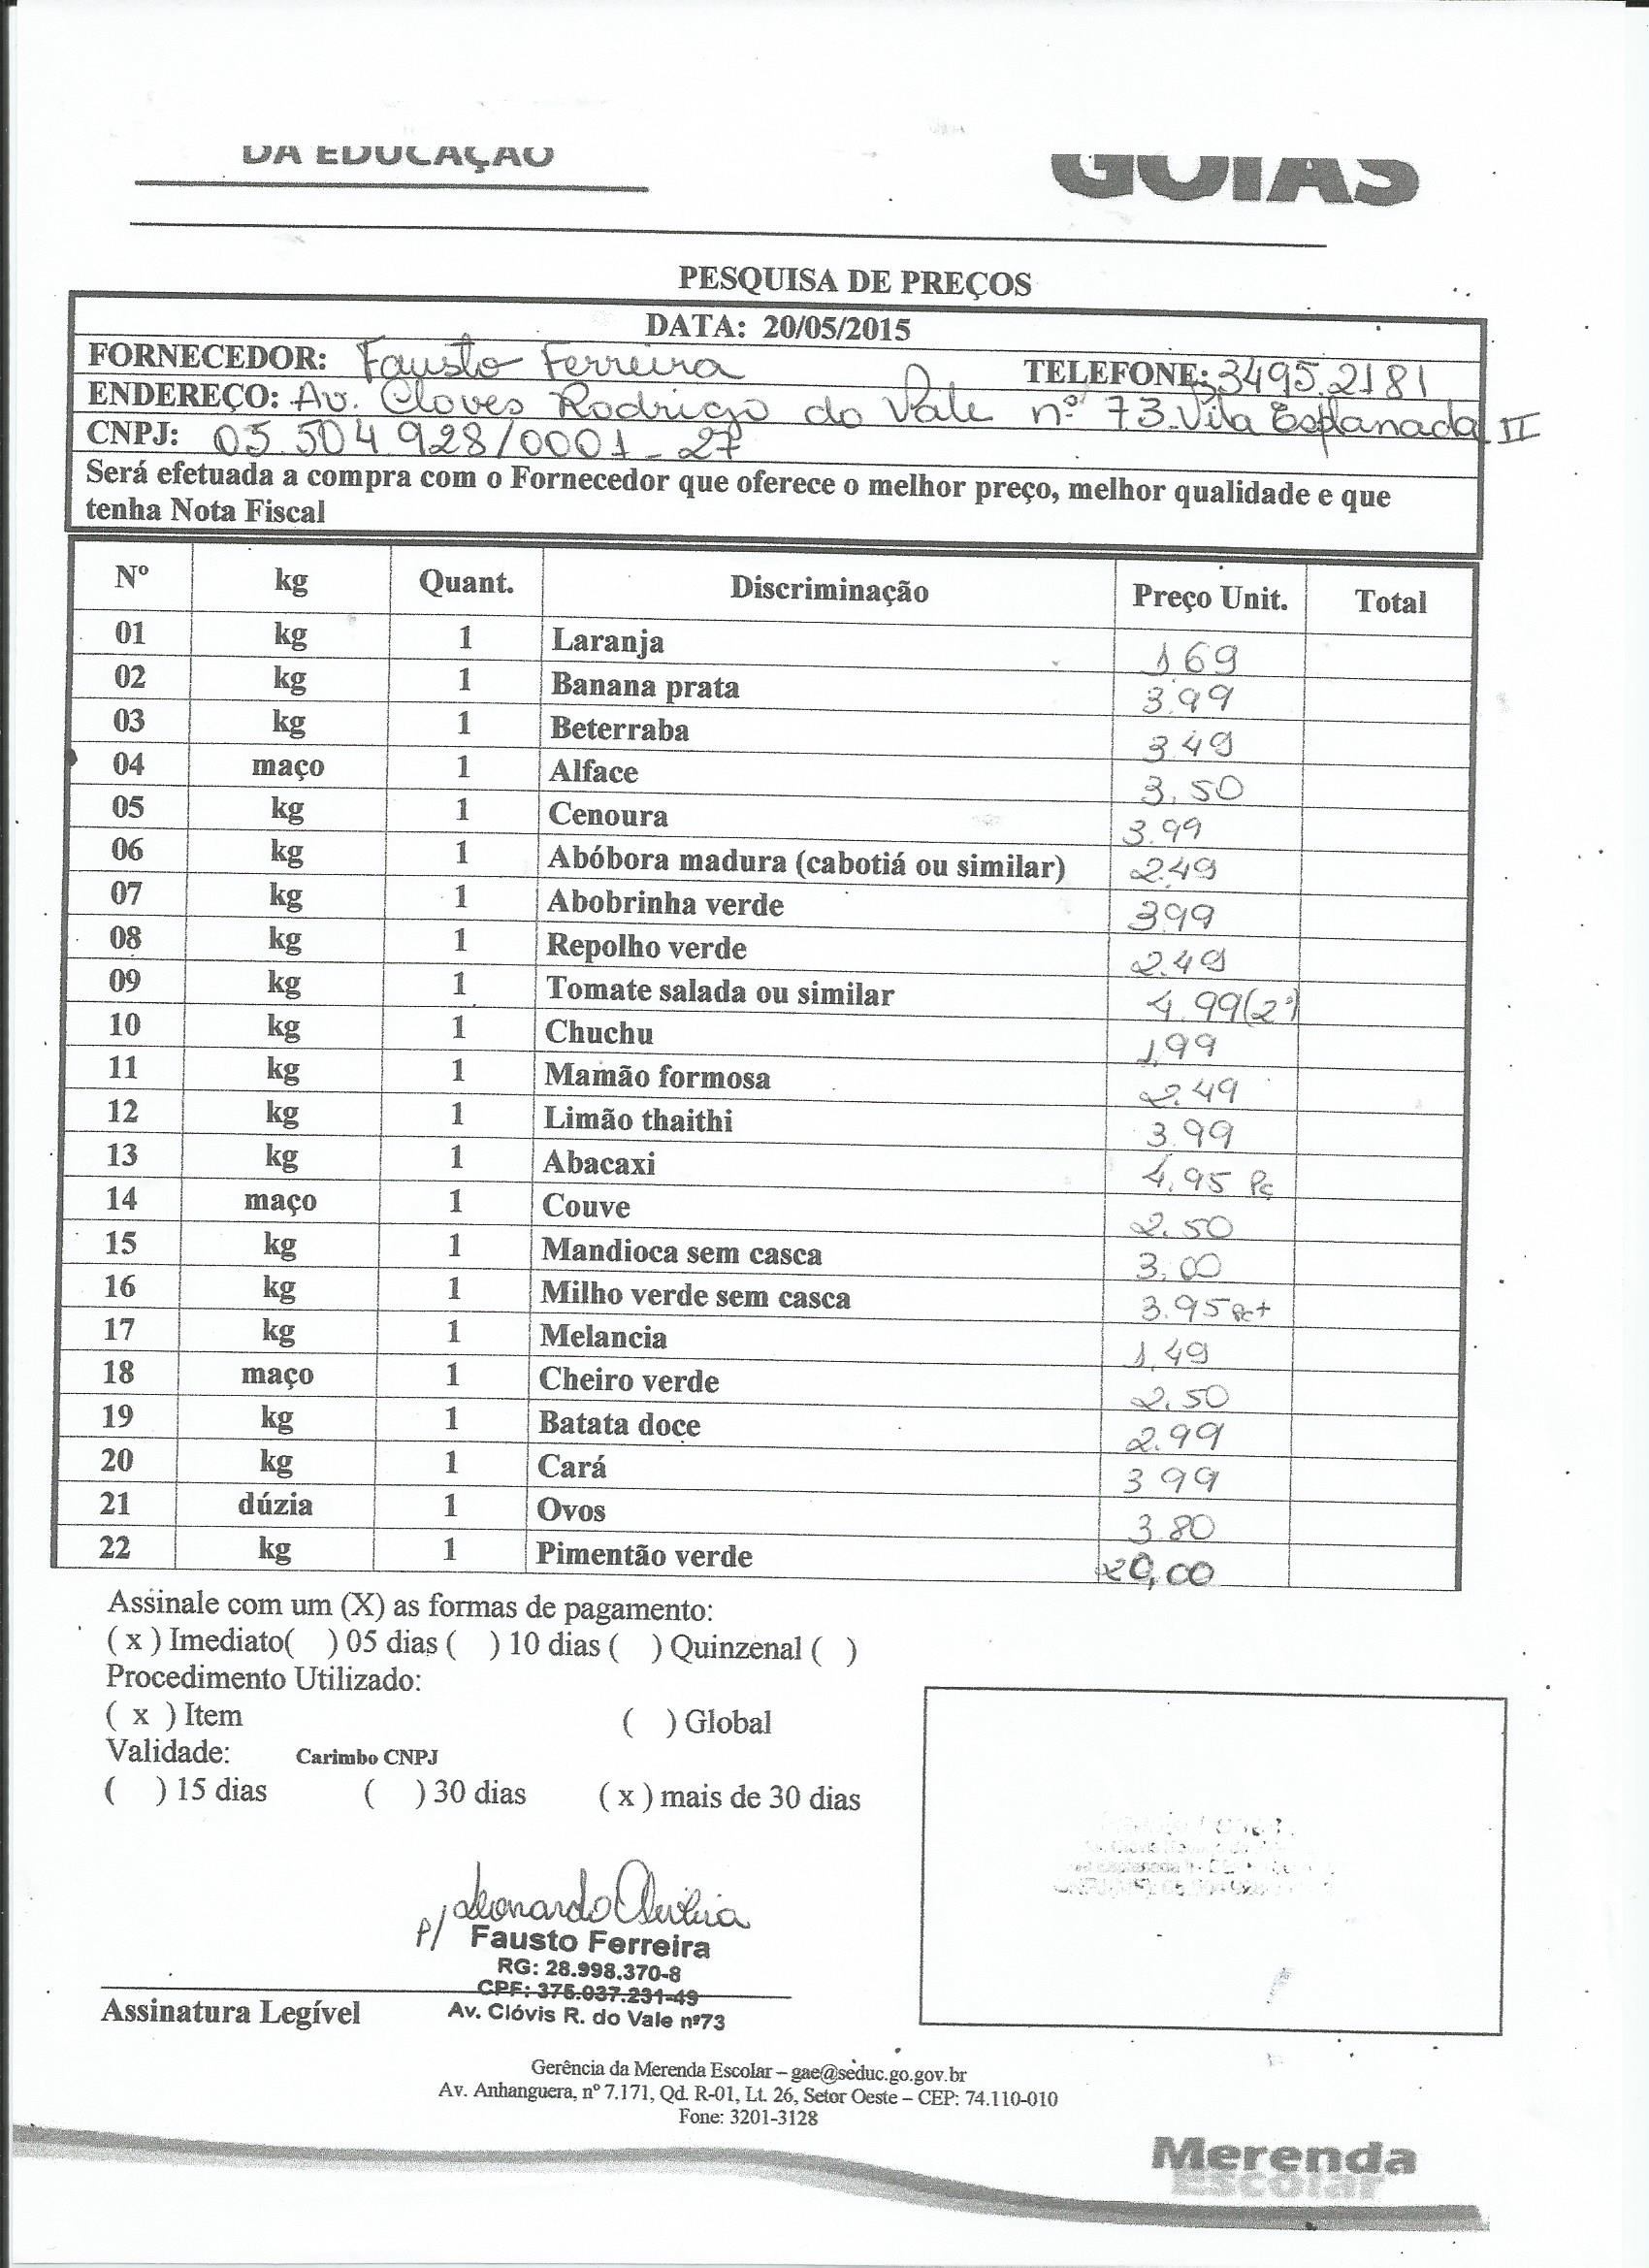 DA EDUCAÇÃO
GOIÁS
PESQUISA DE PREÇOS
DATA: 20/05/2015
FORNECEDOR: Fausto Ferreira TELEFONE: 3495.2181
ENDEREÇO: Av. Cloves Rodrigo do Vale nº 73. Vila Esplanada II
CNPJ: 05.504.928/0001-27
Será efetuada a compra com o Fornecedor que oferece o melhor preço, melhor qualidade e que
tenha Nota Fiscal
Nº kg Quant. Discriminação Preço Unit. Total
01 kg 1 Laranja 1,69
02 kg 1 Banana prata 3.99
03 kg 1 Beterraba 3.49
04 maço 1 Alface 3.50
05 kg 1 Cenoura 3.99
06 kg 1 Abóbora madura (cabotiá ou similar) 2.49
07 kg 1 Abobrinha verde 3.99
08 kg 1 Repolho verde 2.49
09 kg 1 Tomate salada ou similar 4.99 (2ª)
10 kg 1 Chuchu 1,99
11 kg 1 Mamão formosa 2.49
12 kg 1 Limão thaithi 3.99
13 kg 1 Abacaxi 4.95 Pç
14 maço 1 Couve 2.50
15 kg 1 Mandioca sem casca 3.00
16 kg 1 Milho verde sem casca 3.95 Pct
17 kg 1 Melancia 1,49
18 maço 1 Cheiro verde 2.50
19 kg 1 Batata doce 2.99
20 kg 1 Cará 3 99
21 dúzia 1 Ovos 3.80
22 kg 1 Pimentão verde 20,00
Assinale com um (X) as formas de pagamento:
( x ) Imediato( ) 05 dias ( ) 10 dias ( ) Quinzenal ( )
Procedimento Utilizado:
( x ) Item ( ) Global
Validade: Carimbo CNPJ
( ) 15 dias ( ) 30 dias ( x ) mais de 30 dias
p/ Leonardo Oliveira
Fausto Ferreira
RG: 28.998.370-8
CPF: 375.037.231-49
Assinatura Legível Av. Clóvis R. do Vale nº73
Gerência da Merenda Escolar – gae@seduc.go.gov.br
Av. Anhanguera, nº 7.171, Qd. R-01, Lt. 26, Setor Oeste – CEP: 74.110-010
Fone: 3201-3128
Merenda
Escolar